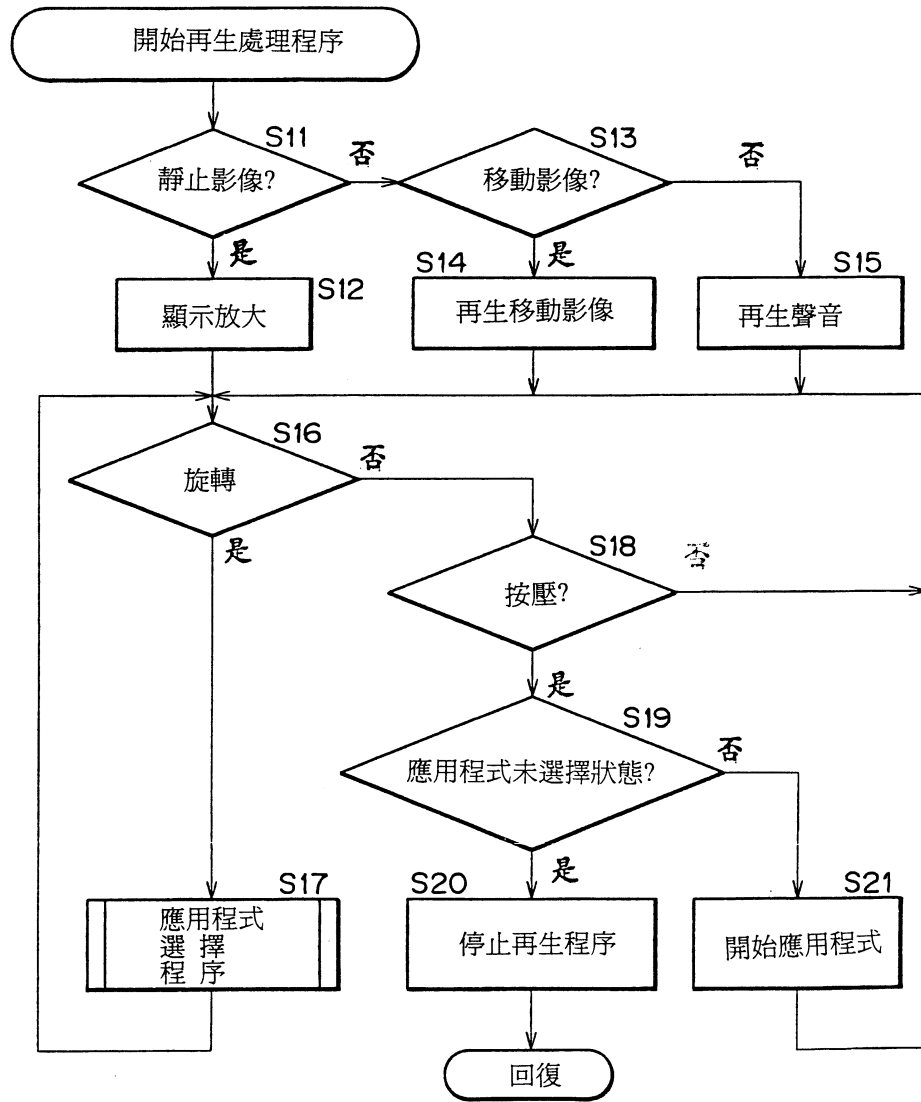 開始再生處理程序
S11
否
S13
否
靜止影像?
移動影像?
是
S12
S14
是
S15
顯示放大
再生移動影像
再生聲音
S16
否
旋轉
是
S18
否
按壓?
是
S19
否
應用程式未選擇狀態?
S17
S20
是
S21
應用程式
選擇
程序
停止再生程序
開始應用程式
回復